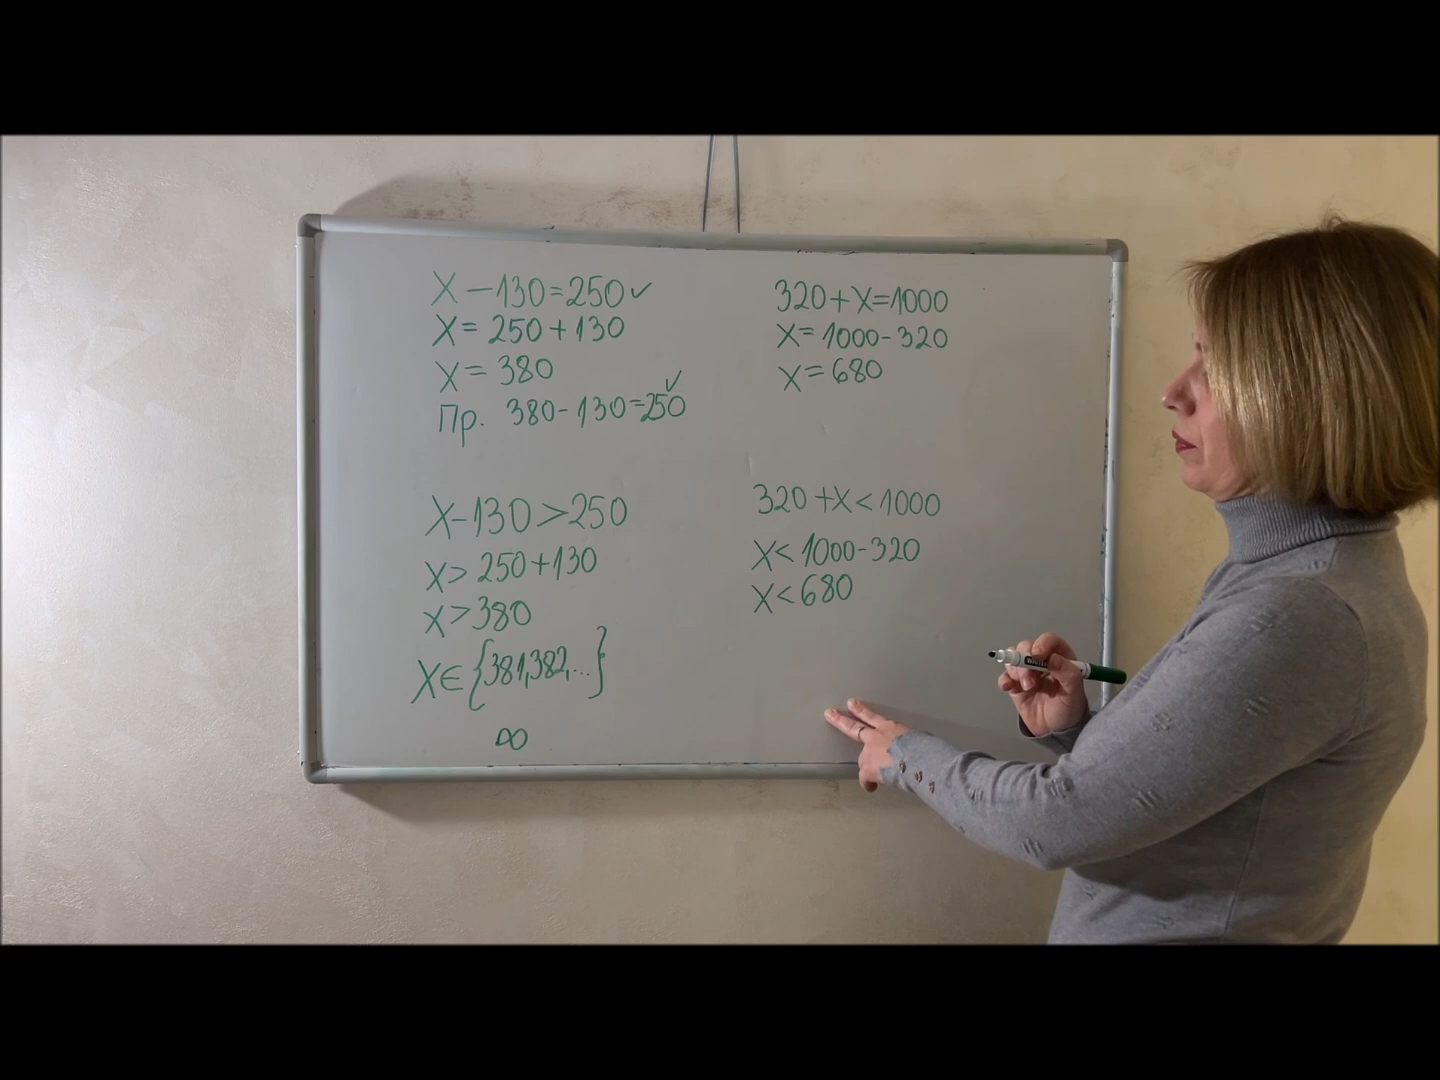 X-130=250 ✓
X=250+130
X=380
Пр. 380-130=250 ✓
320+X=1000
X=1000-320
X=680
X-130>250
X>250+130
X>380
X∈{381,382,...}
∞
320+X<1000
X<1000-320
X<680